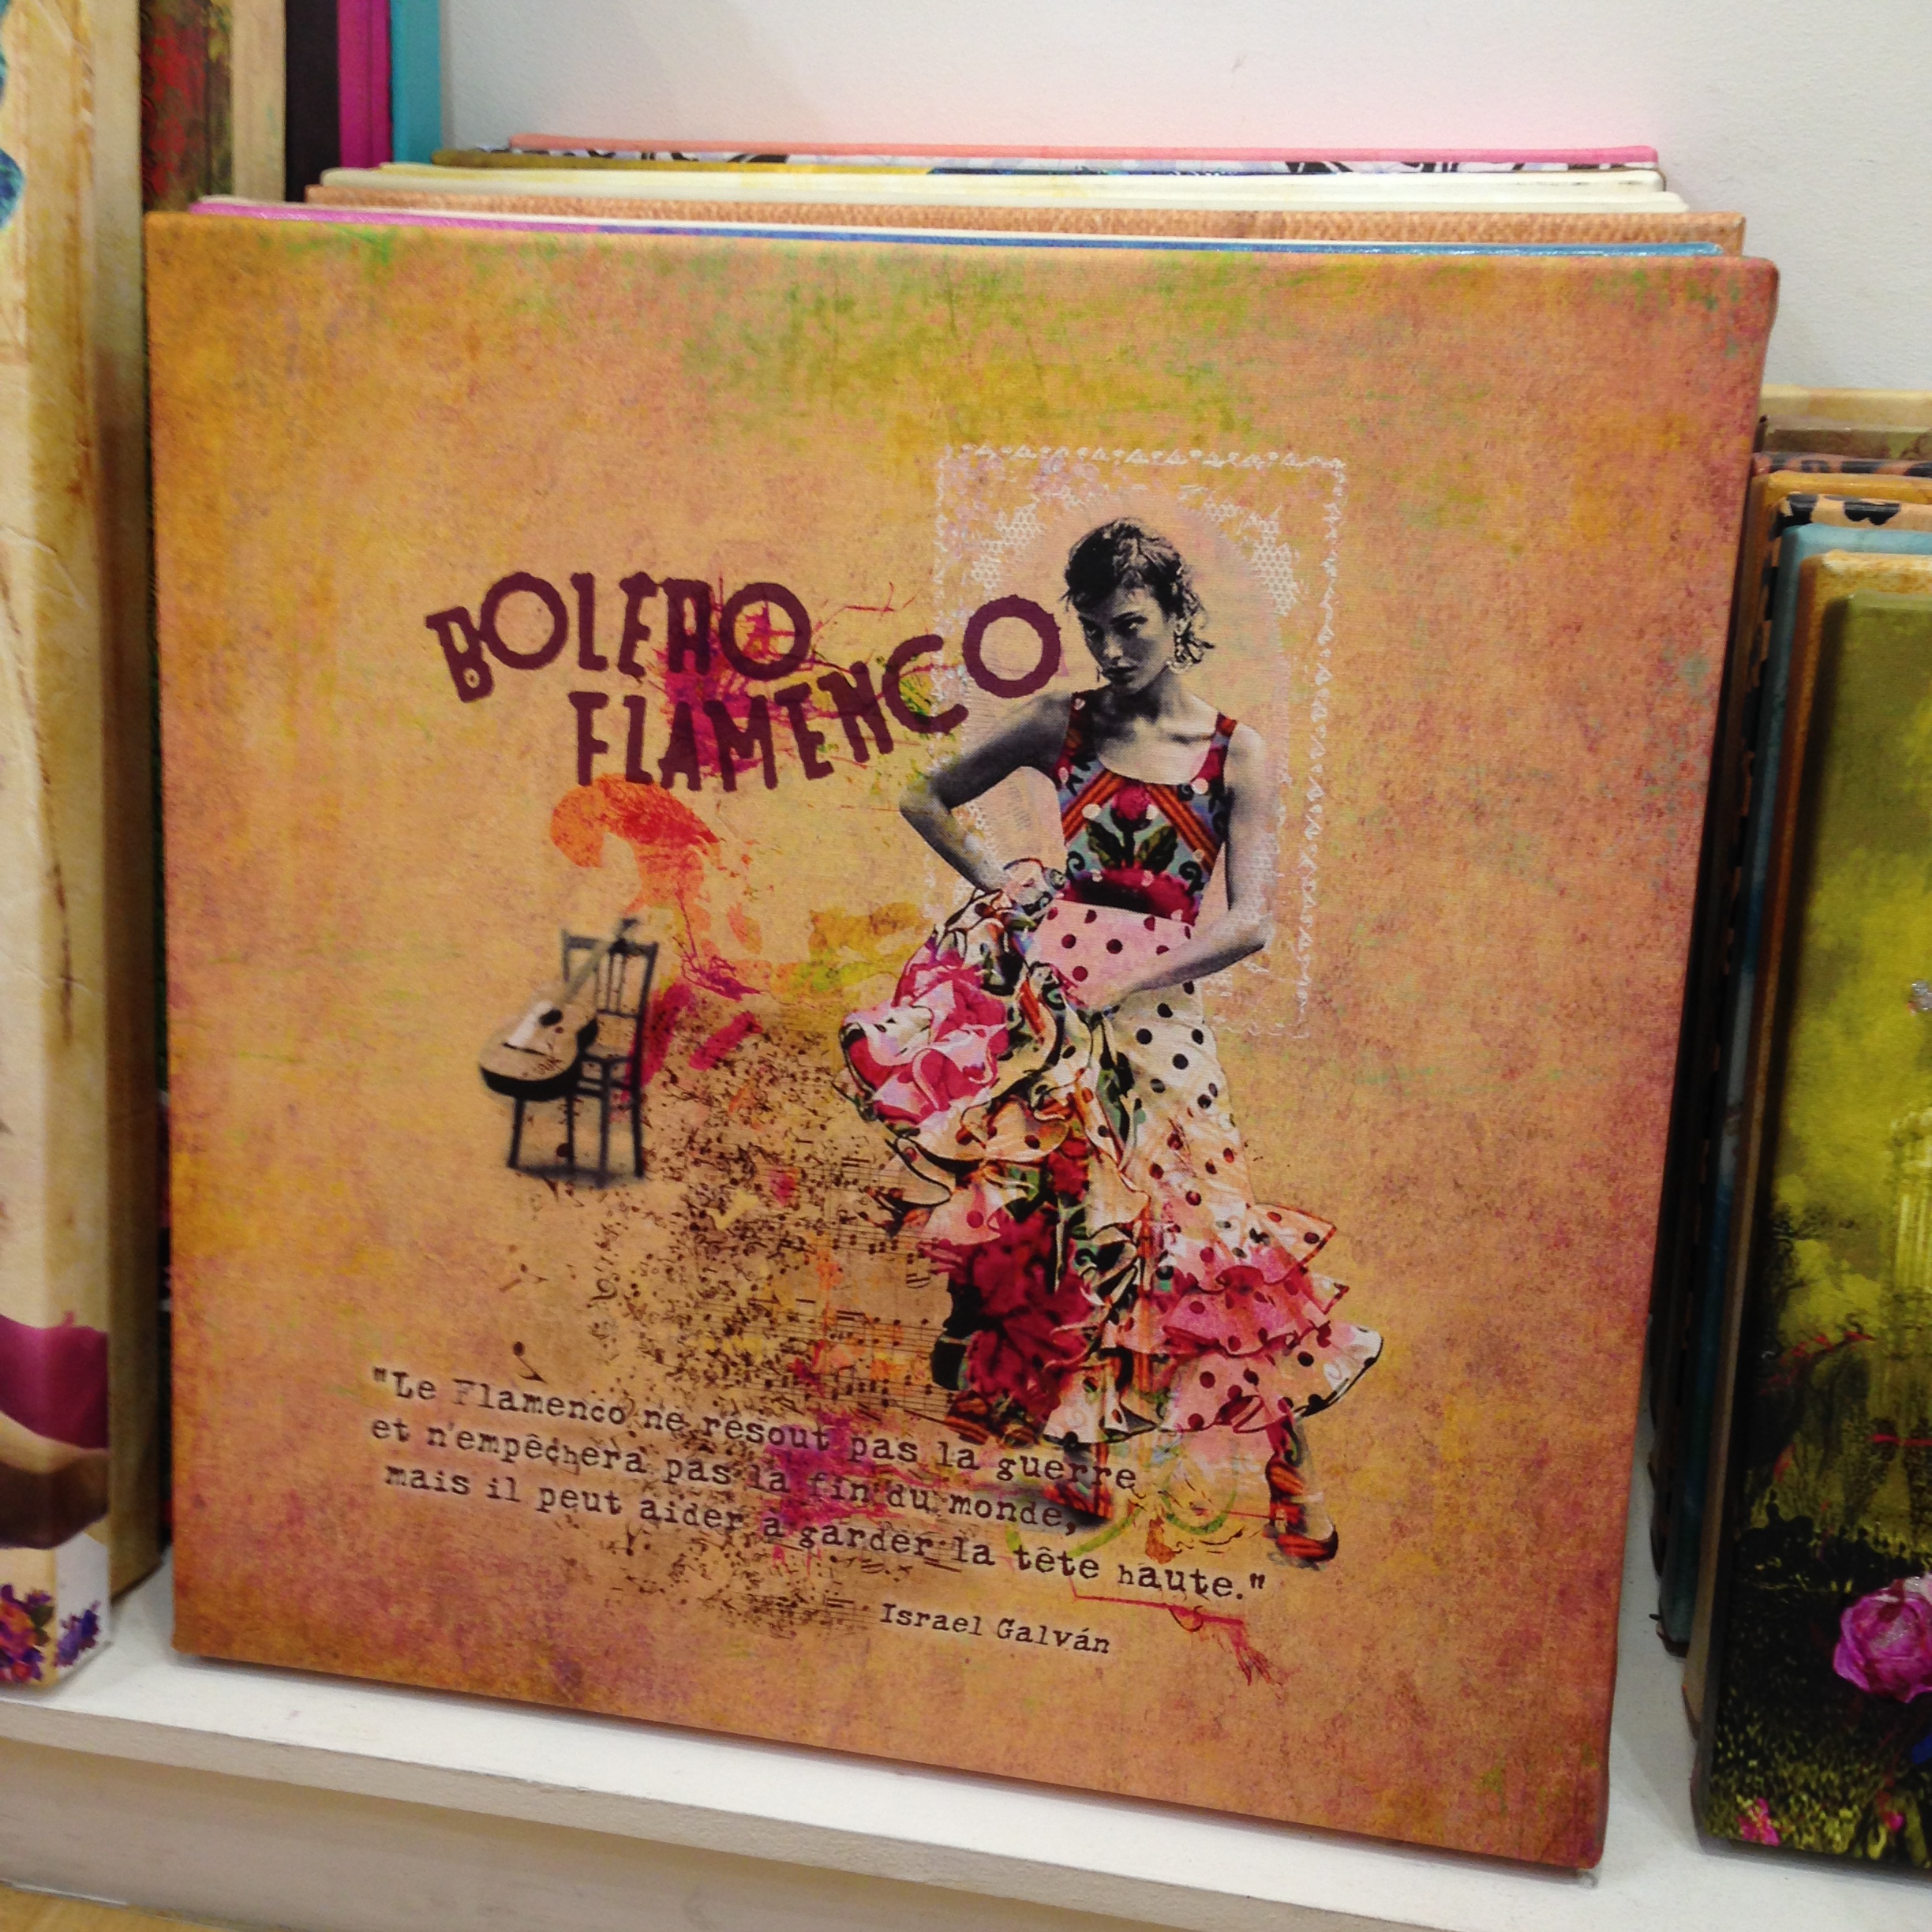 BOLERO
FLAMENCO
"Le Flamenco ne résout pas la guerre
et n'empêchera pas la fin du monde,
mais il peut aider à garder la tête haute."
Israel Galván